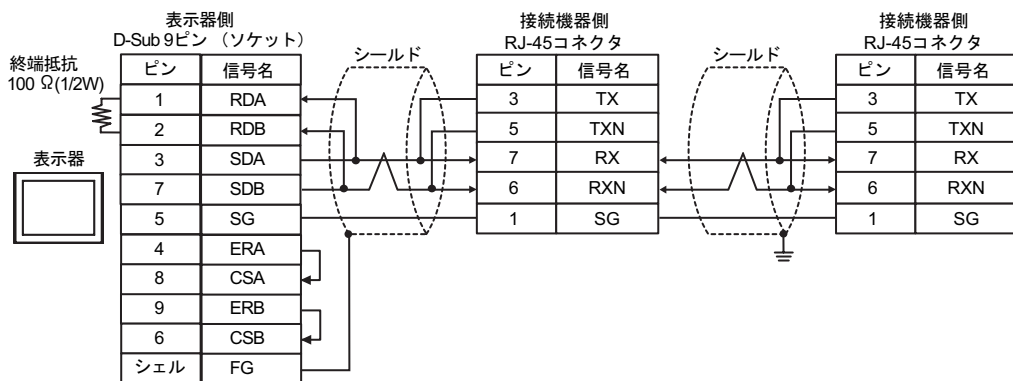 表示器側
D-Sub 9ピン （ソケット）
終端抵抗
100 Ω(1/2W)
表示器
ピン 信号名
1 RDA
2 RDB
3 SDA
7 SDB
5 SG
4 ERA
8 CSA
9 ERB
6 CSB
シェル FG
シールド
接続機器側
RJ-45コネクタ
ピン 信号名
3 TX
5 TXN
7 RX
6 RXN
1 SG
シールド
接続機器側
RJ-45コネクタ
ピン 信号名
3 TX
5 TXN
7 RX
6 RXN
1 SG